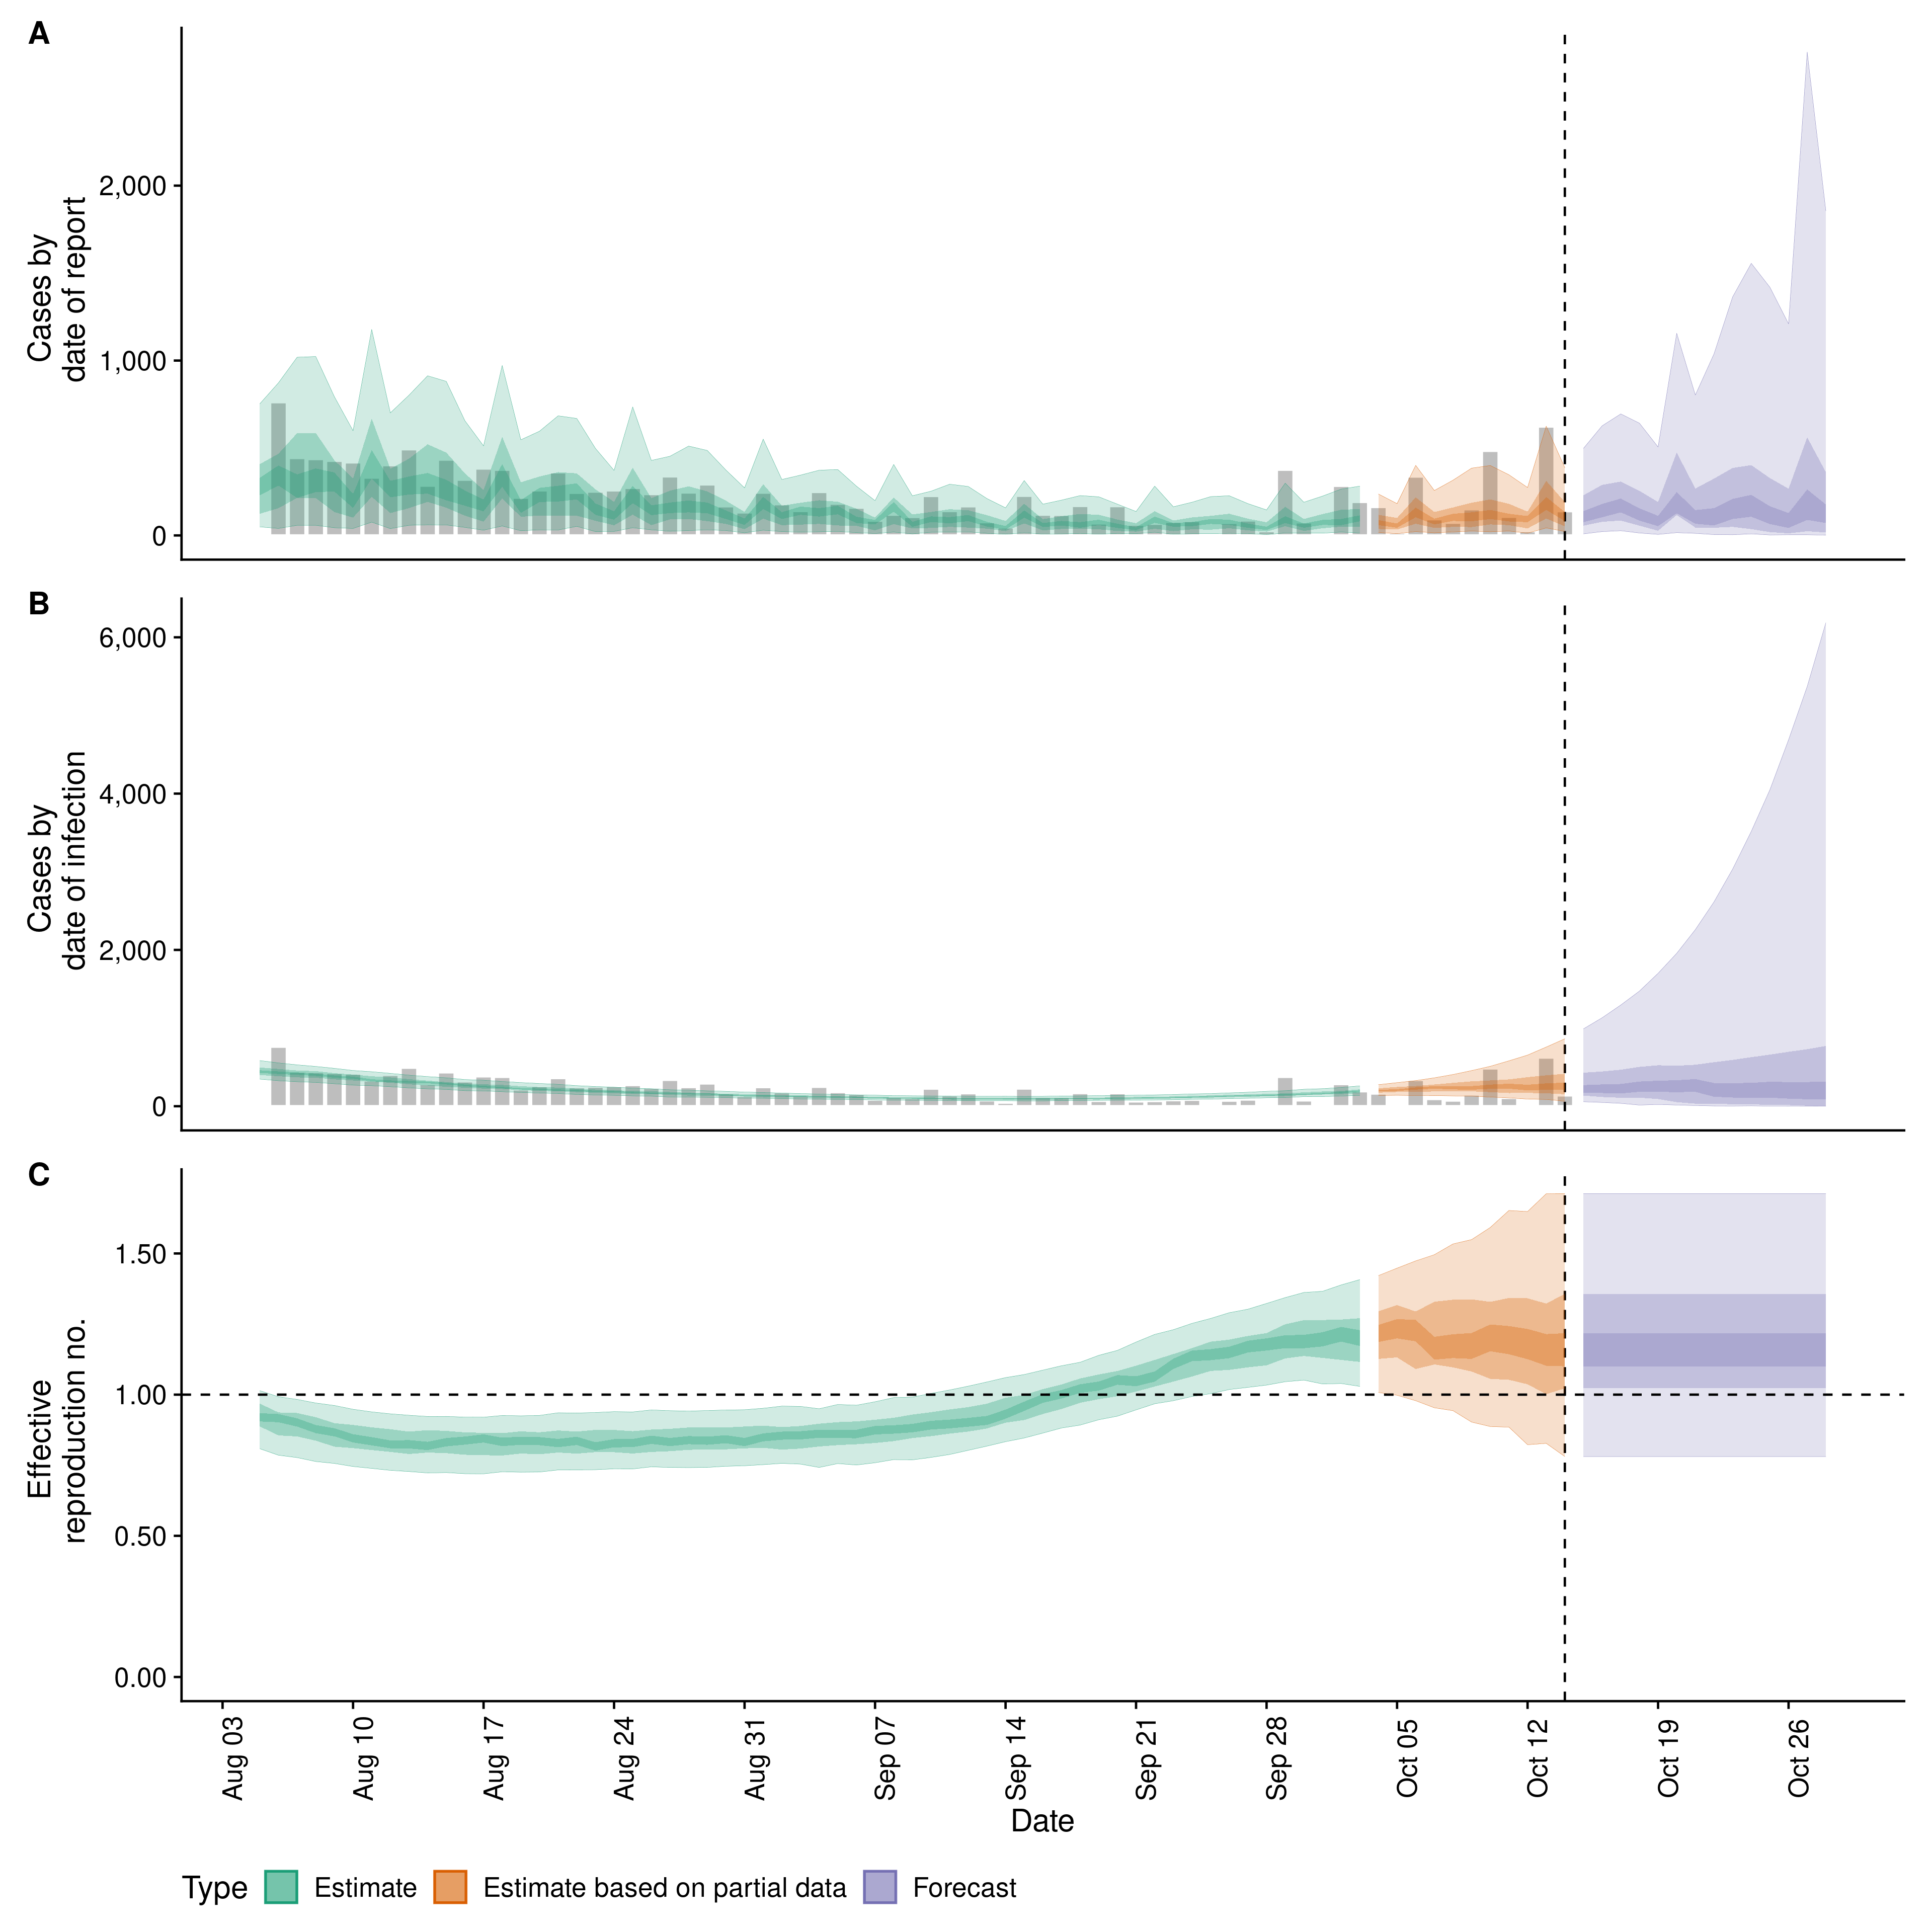 A
Cases by
date of report
2,000
1,000
0
B
Cases by
date of infection
6,000
4,000
2,000
0
C
Effective
reproduction no.
1.50
1.00
0.50
0.00
Aug 03
Aug 10
Aug 17
Aug 24
Aug 31
Sep 07
Sep 14
Sep 21
Sep 28
Oct 05
Oct 12
Oct 19
Oct 26
Date
Type Estimate Estimate based on partial data Forecast